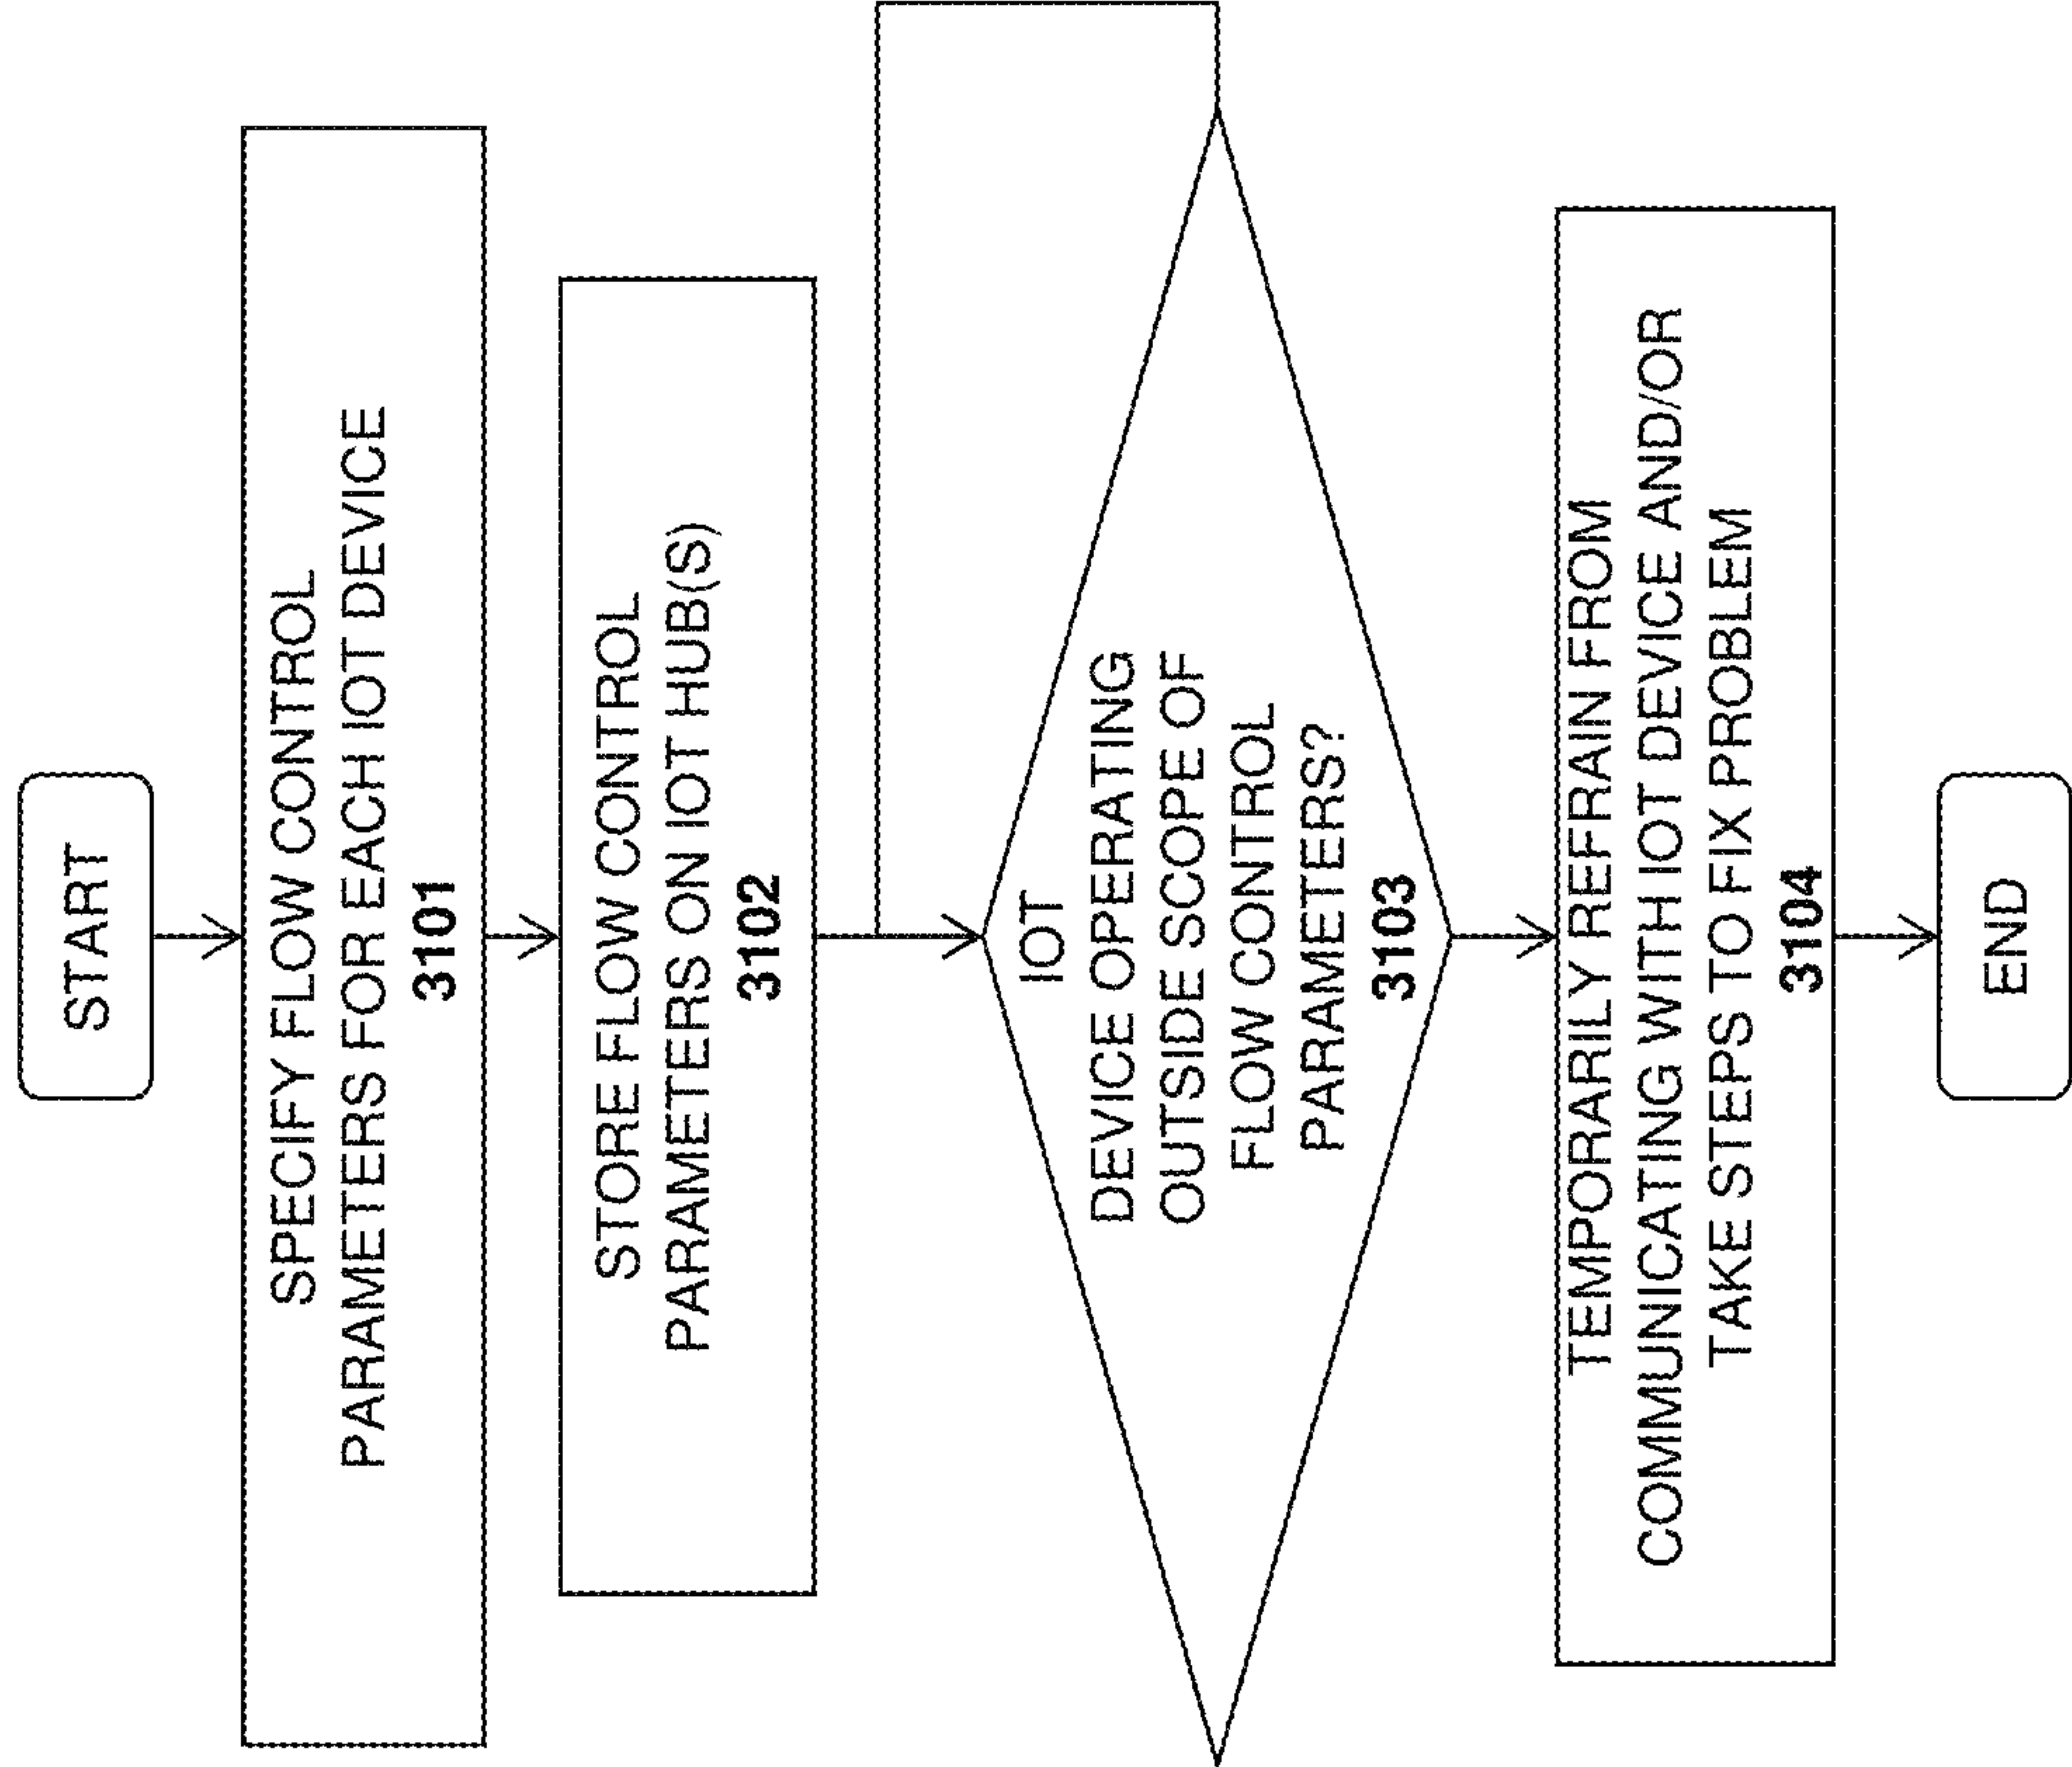 START
SPECIFY FLOW CONTROL
PARAMETERS FOR EACH IOT DEVICE
3101
STORE FLOW CONTROL
PARAMETERS ON IOT HUB(S)
3102
IOT
DEVICE OPERATING
OUTSIDE SCOPE OF
FLOW CONTROL
PARAMETERS?
3103
TEMPORARILY REFRAIN FROM
COMMUNICATING WITH IOT DEVICE AND/OR
TAKE STEPS TO FIX PROBLEM
3104
END